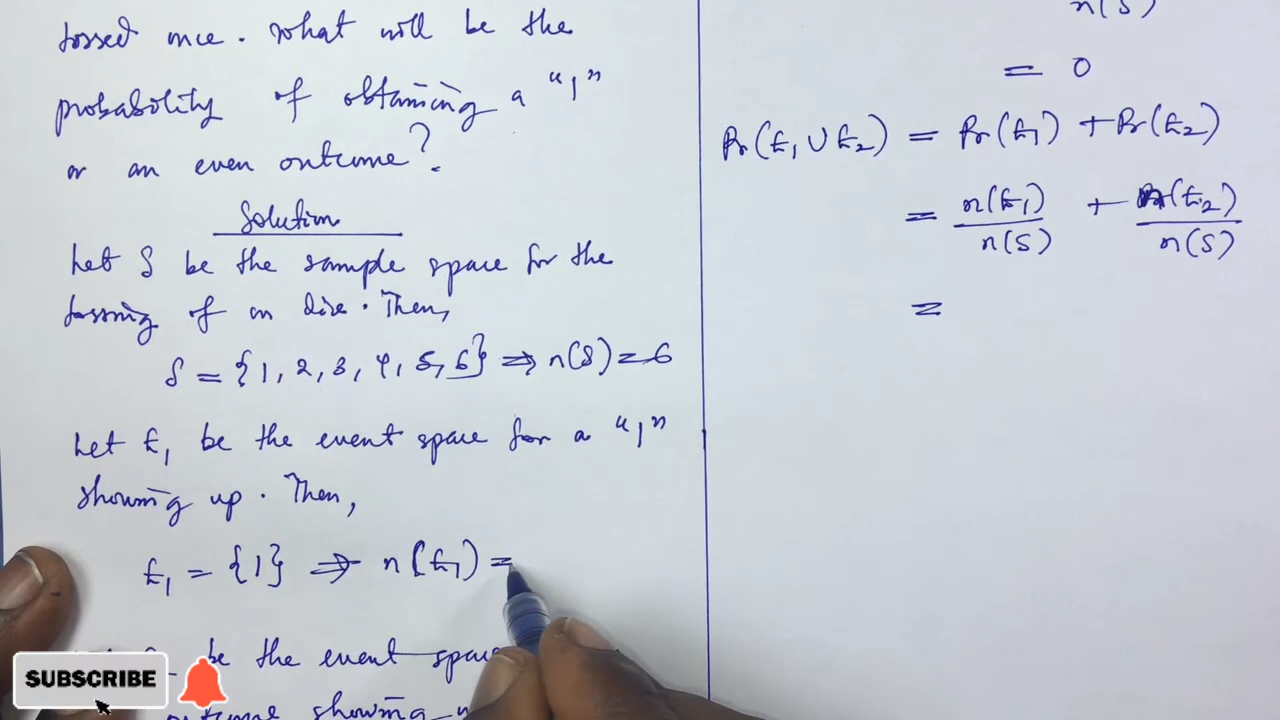 tossed once. What will be the
probability of obtaining a "1"
or an even outcome?
Solution
Let S be the sample space for the
tossing of a die. Then,
S = {1, 2, 3, 4, 5, 6} ⇒ n(S) = 6
Let E₁ be the event space for a "1"
showing up. Then,
E₁ = {1} ⇒ n(E₁) =
be the event space
outcome showing
n(S)
= 0
Pr(E₁ ∪ E₂) = Pr(E₁) + Pr(E₂)
= n(E₁)/n(S) + n(E₂)/n(S)
=
SUBSCRIBE